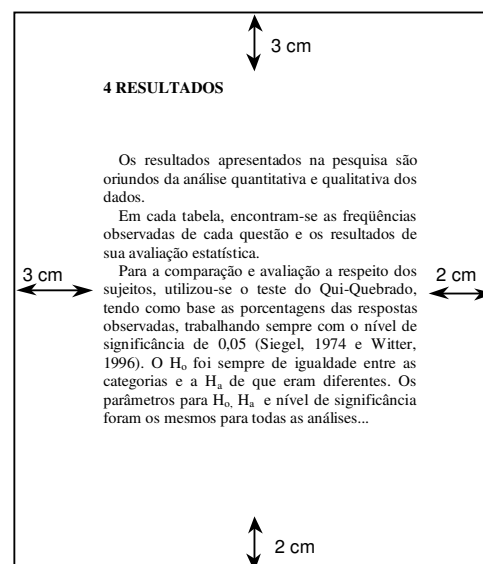 3 cm
4 RESULTADOS
Os resultados apresentados na pesquisa são
oriundos da análise quantitativa e qualitativa dos
dados.
Em cada tabela, encontram-se as freqüências
observadas de cada questão e os resultados de
sua avaliação estatística.
Para a comparação e avaliação a respeito dos
sujeitos, utilizou-se o teste do Qui-Quebrado,
tendo como base as porcentagens das respostas
observadas, trabalhando sempre com o nível de
significância de 0,05 (Siegel, 1974 e Witter,
1996). O Ho foi sempre de igualdade entre as
categorias e a Ha de que eram diferentes. Os
parâmetros para Ho, Ha e nível de significância
foram os mesmos para todas as análises...
3 cm
2 cm
2 cm